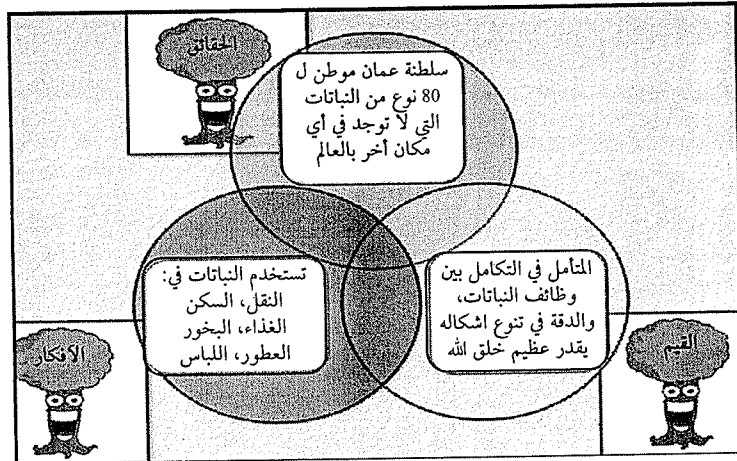 الحقائق
سلطنة عمان موطن ل
80 نوع من النباتات
التي لا توجد في أي
مكان أخر بالعالم
المتأمل في التكامل بين
وظائف النباتات،
والدقة في تنوع اشكاله
يقدر عظيم خلق الله
تستخدم النباتات في:
النقل، السكن
الغذاء، البخور
العطور، اللباس
القيم
الأفكار